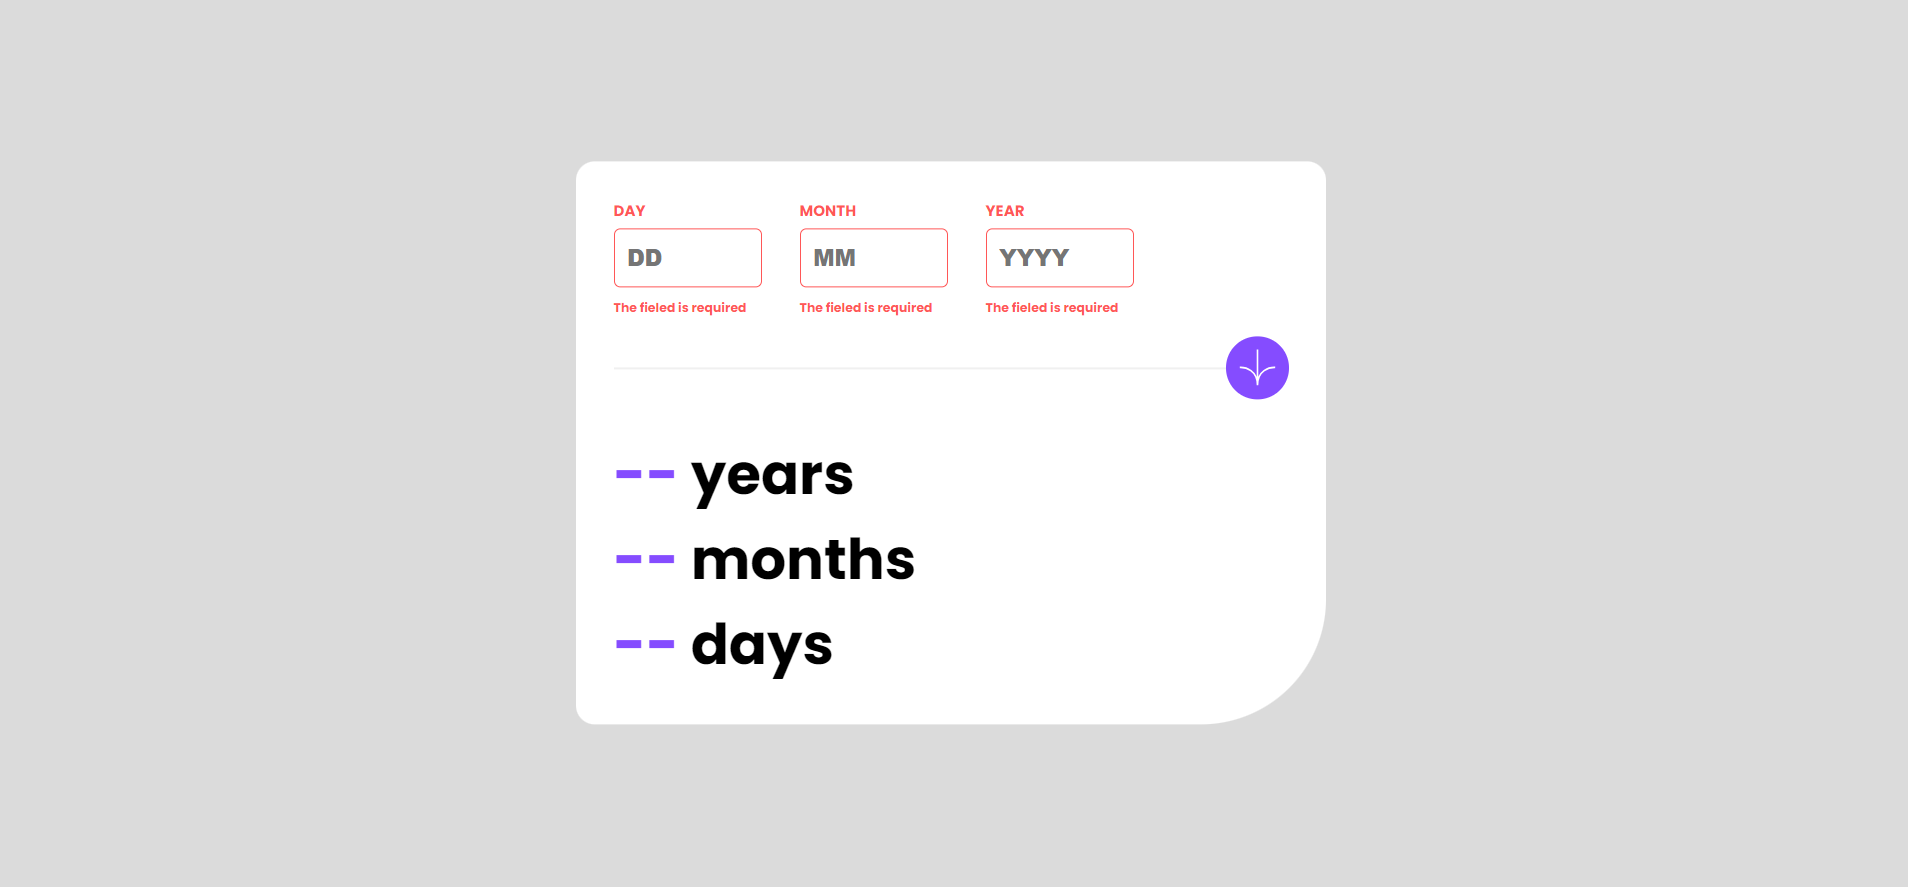 DAY MONTH YEAR
DD MM YYYY
The fieled is required The fieled is required The fieled is required
-- years
-- months
-- days